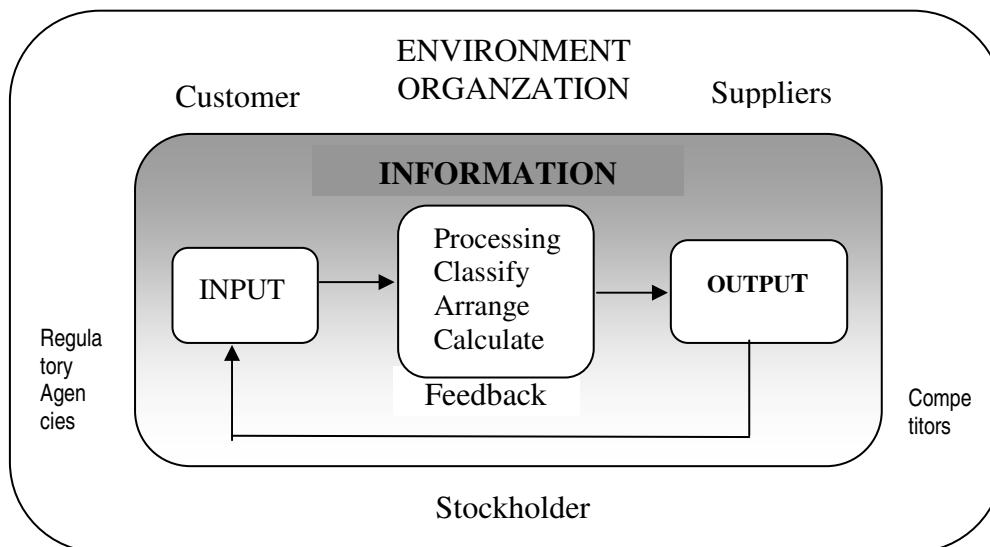 ENVIRONMENT
ORGANZATION
Customer
Suppliers
INFORMATION
INPUT
Processing
Classify
Arrange
Calculate
OUTPUT
Feedback
Regula
tory
Agen
cies
Compe
titors
Stockholder